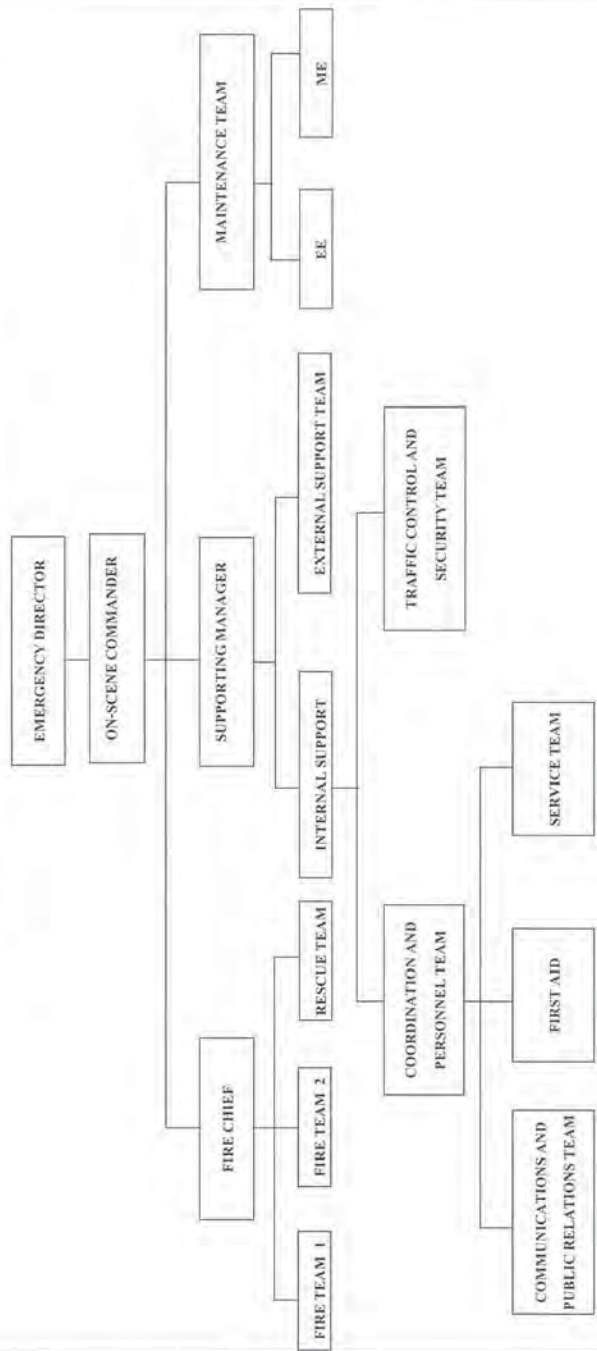 EMERGENCY DIRECTOR
ON-SCENE COMMANDER
FIRE CHIEF
SUPPORTING MANAGER
MAINTENANCE TEAM
FIRE TEAM 1
FIRE TEAM 2
RESCUE TEAM
INTERNAL SUPPORT
EXTERNAL SUPPORT TEAM
EE
ME
COORDINATION AND
PERSONNEL TEAM
TRAFFIC CONTROL AND
SECURITY TEAM
COMMUNICATIONS AND
PUBLIC RELATIONS TEAM
FIRST AID
SERVICE TEAM